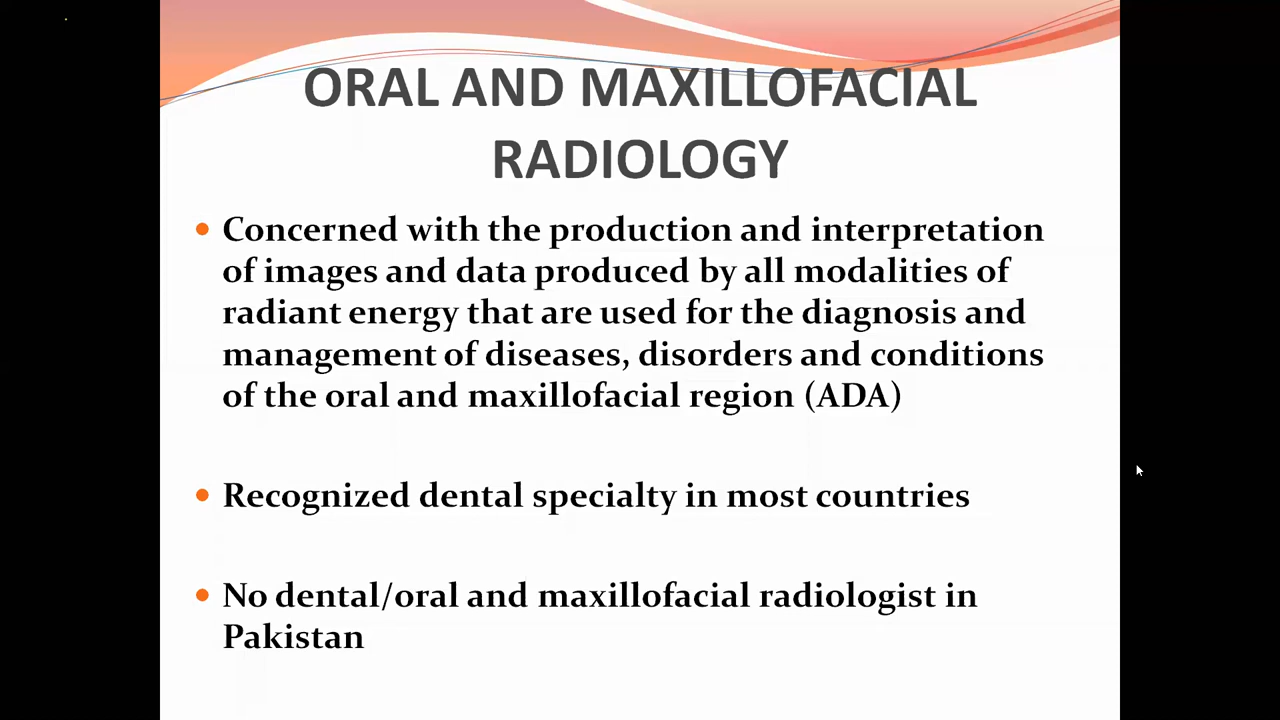 ORAL AND MAXILLOFACIAL
RADIOLOGY
• Concerned with the production and interpretation
of images and data produced by all modalities of
radiant energy that are used for the diagnosis and
management of diseases, disorders and conditions
of the oral and maxillofacial region (ADA)
• Recognized dental specialty in most countries
• No dental/oral and maxillofacial radiologist in
Pakistan